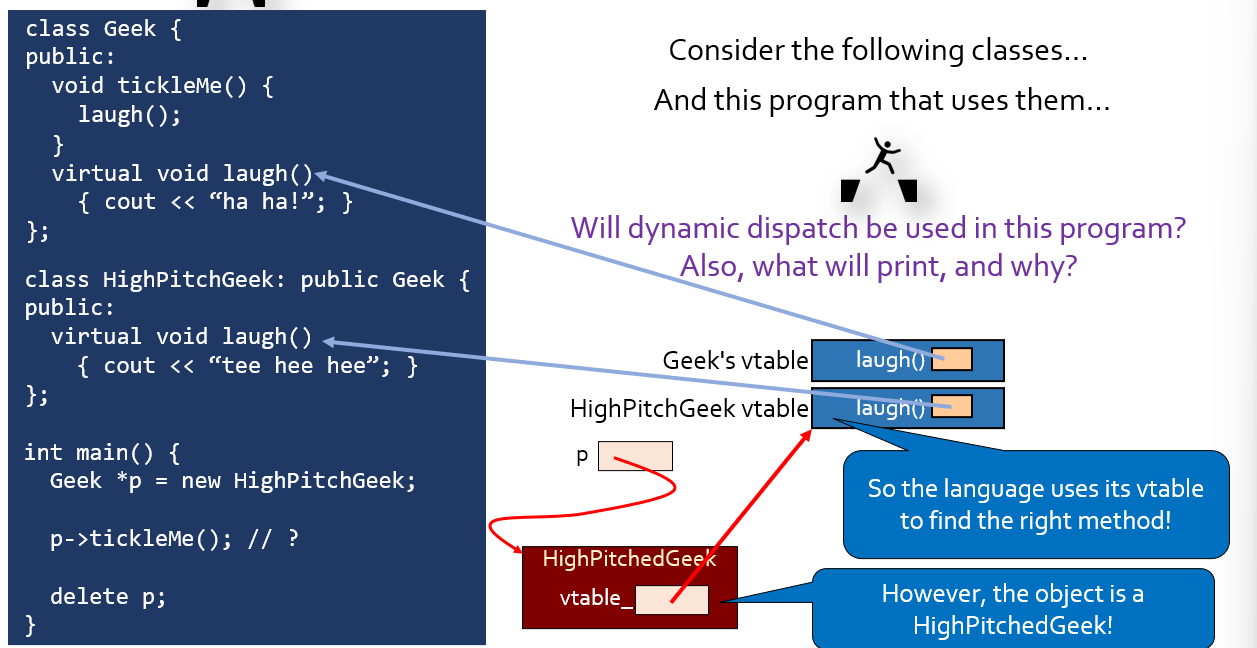 class Geek {
public:
  void tickleMe() {
    laugh();
  }
  virtual void laugh()
    { cout << “ha ha!”; }
};
class HighPitchGeek: public Geek {
public:
  virtual void laugh()
    { cout << “tee hee hee”; }
};
int main() {
  Geek *p = new HighPitchGeek;
  p->tickleMe(); // ?
  delete p;
}
Consider the following classes...
And this program that uses them...
Will dynamic dispatch be used in this program?
Also, what will print, and why?
Geek's vtable
laugh()
HighPitchGeek vtable
laugh()
p
So the language uses its vtable
to find the right method!
HighPitchedGeek
vtable_
However, the object is a
HighPitchedGeek!